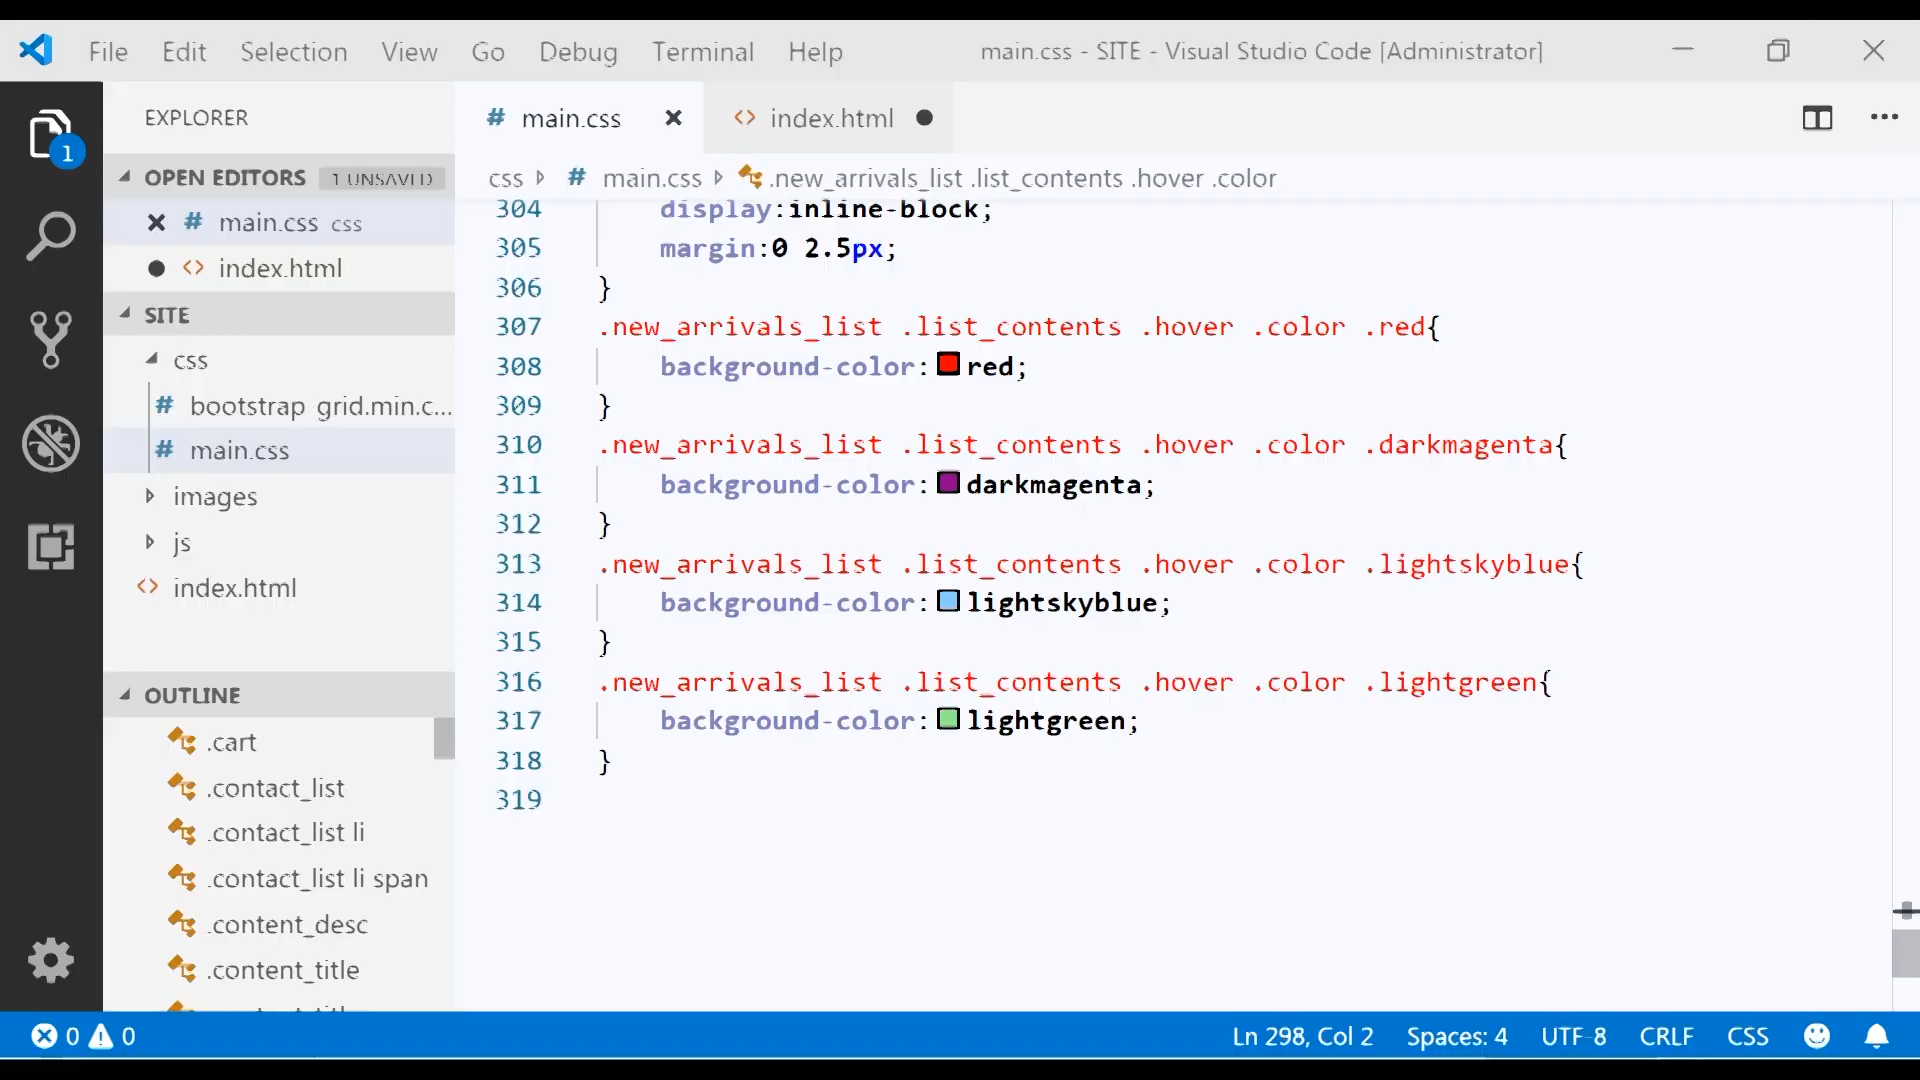 File Edit Selection View Go Debug Terminal Help main.css - SITE - Visual Studio Code [Administrator]
EXPLORER
# main.css
<> index.html
1
OPEN EDITORS 1 UNSAVED
# main.css css
<> index.html
SITE
css
# bootstrap grid.min.c...
# main.css
images
js
<> index.html
OUTLINE
.cart
.contact_list
.contact_list li
.contact_list li span
.content_desc
.content_title
css # main.css .new_arrivals_list .list_contents .hover .color
304 display:inline-block;
305 margin:0 2.5px;
306 }
307 .new_arrivals_list .list_contents .hover .color .red{
308 background-color: red;
309 }
310 .new_arrivals_list .list_contents .hover .color .darkmagenta{
311 background-color: darkmagenta;
312 }
313 .new_arrivals_list .list_contents .hover .color .lightskyblue{
314 background-color: lightskyblue;
315 }
316 .new_arrivals_list .list_contents .hover .color .lightgreen{
317 background-color: lightgreen;
318 }
319
0 0 Ln 298, Col 2 Spaces: 4 UTF-8 CRLF CSS